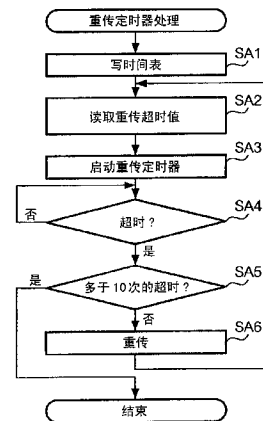 重传定时器处理
SA1
写时间表
SA2
读取重传超时值
SA3
启动重传定时器
SA4
超时？
否
是
SA5
是
多于10次的超时？
否
SA6
重传
结束